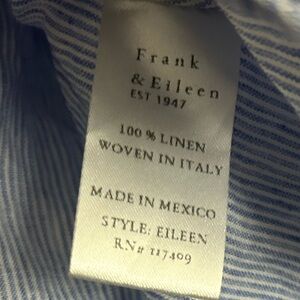 Frank
& Eileen
EST 1947
100 % LINEN
WOVEN IN ITALY
MADE IN MEXICO
STYLE: EILEEN
RN# 117409